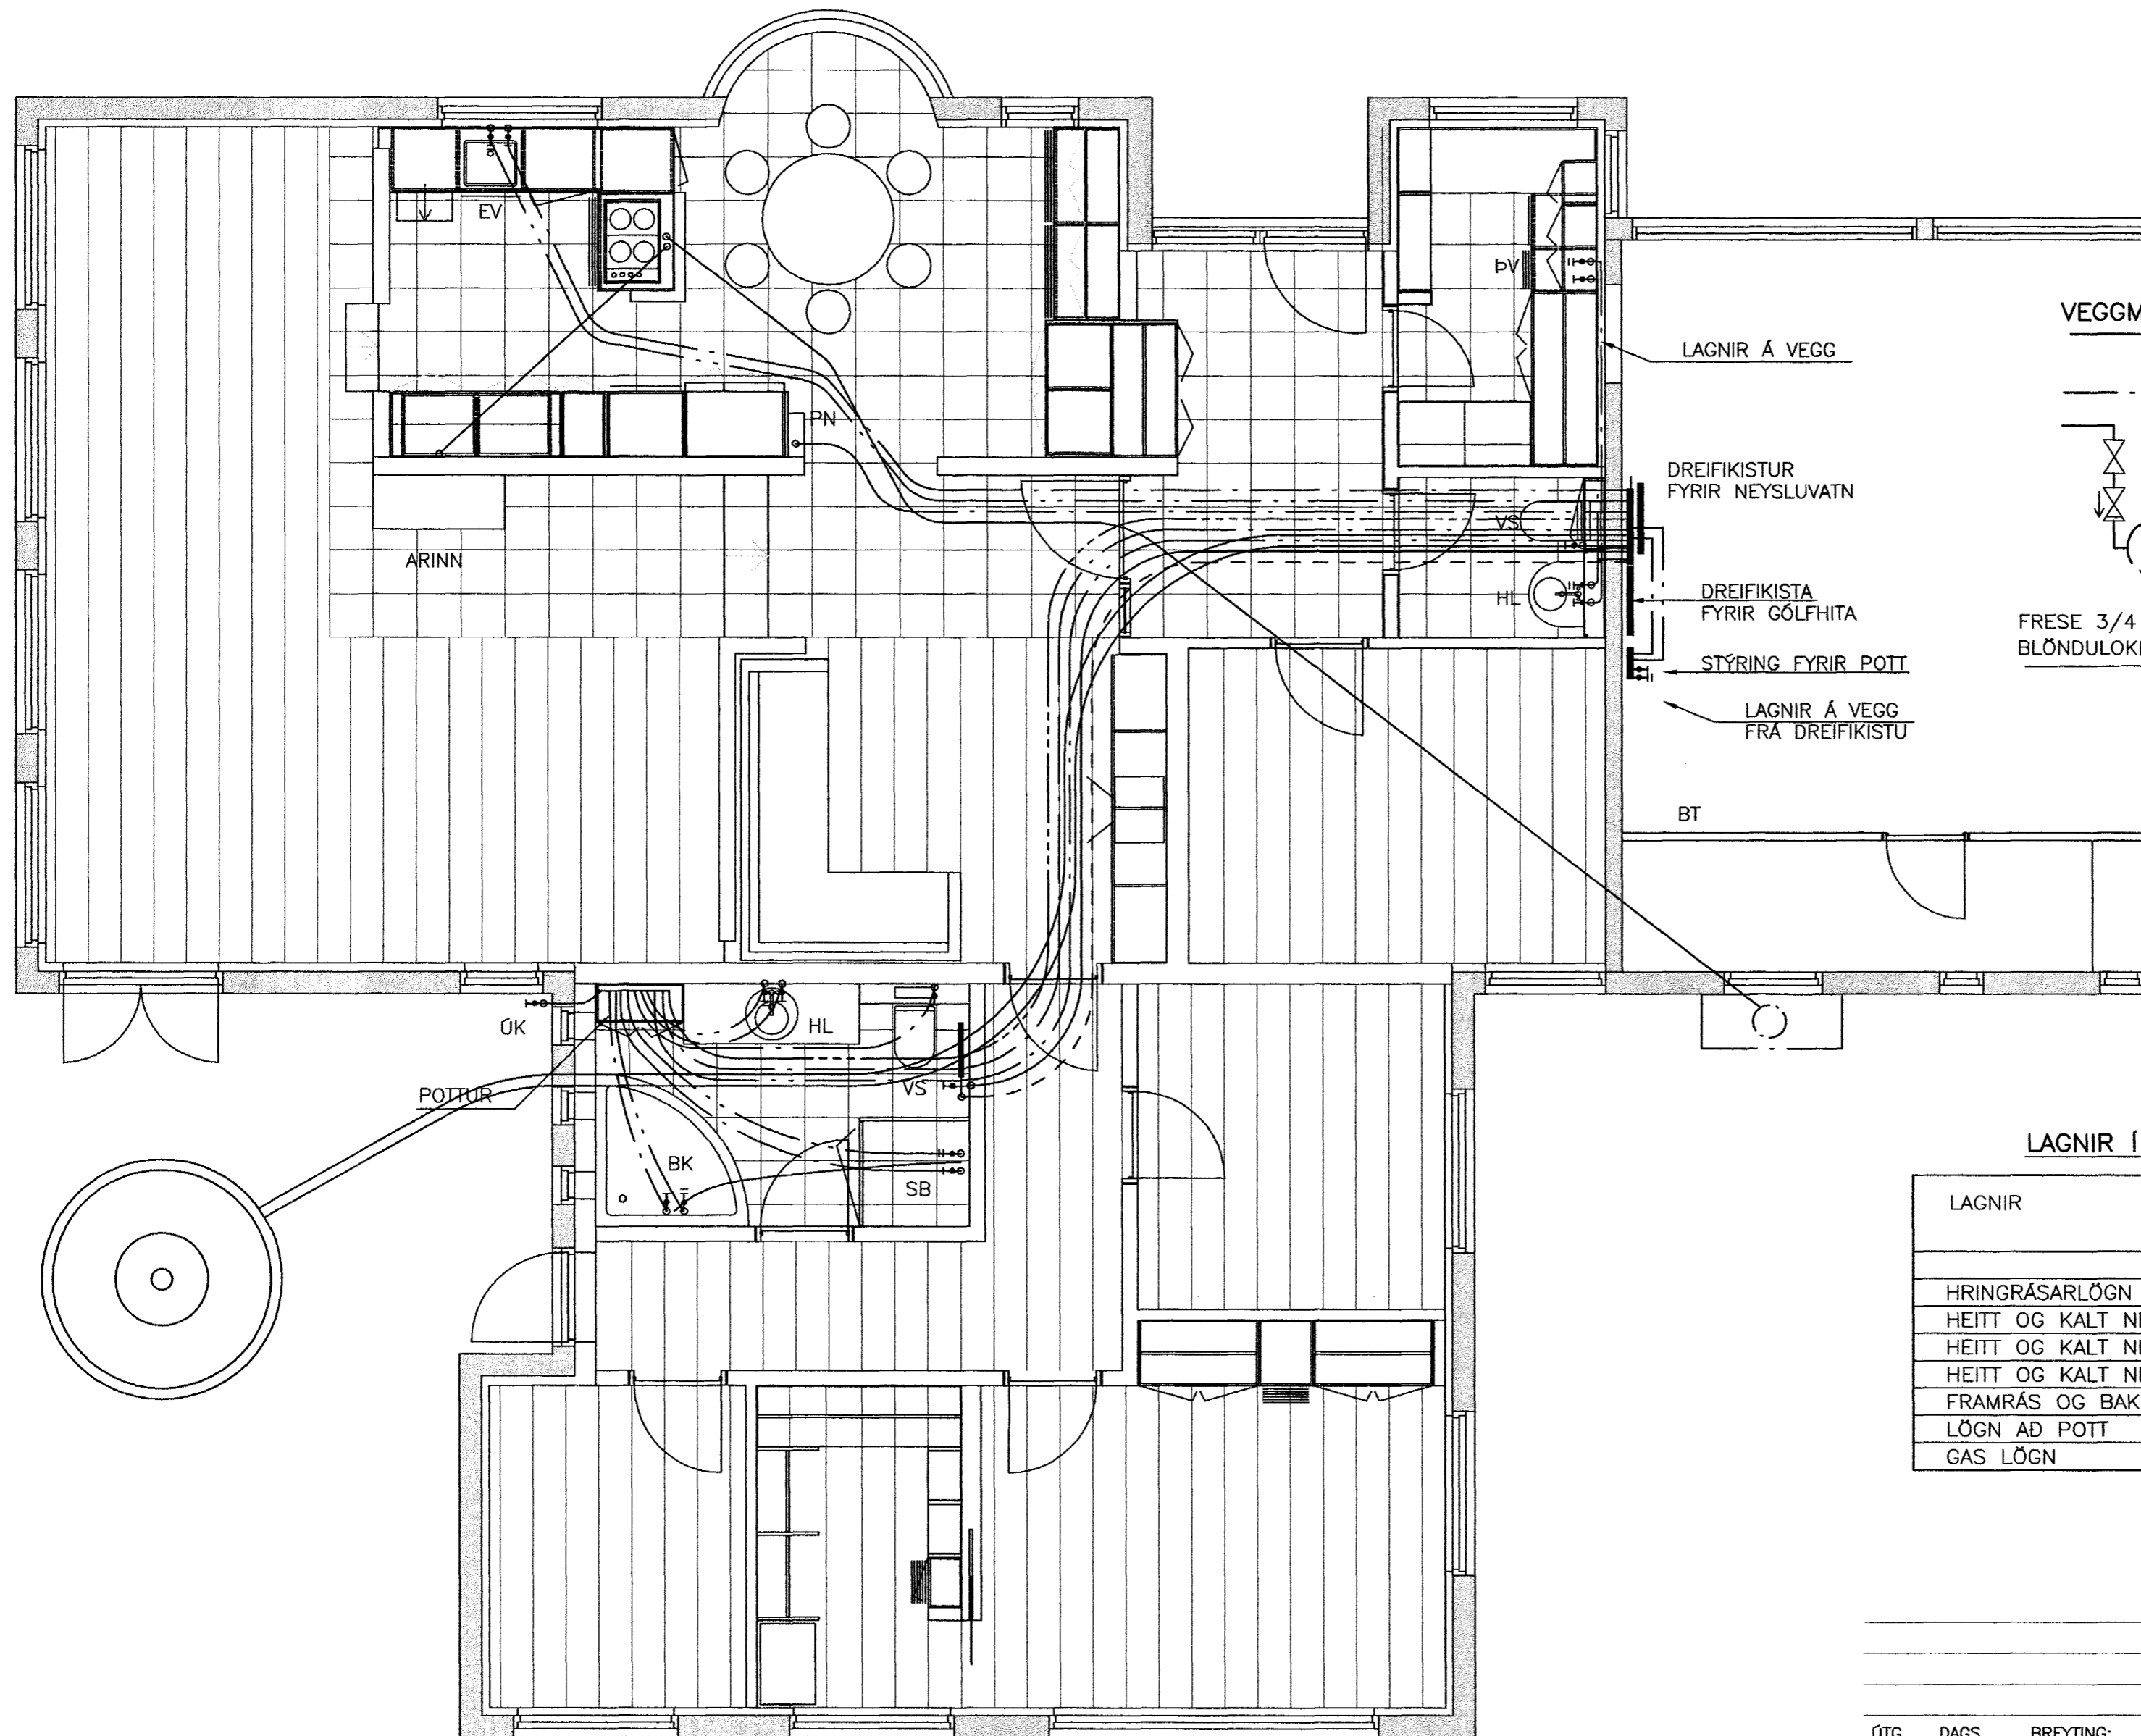 EV
ÞV
VEGGM
LAGNIR Á VEGG
PN
DREIFIKISTUR
FYRIR NEYSLUVATN
VS
ARINN
HL
DREIFIKISTA
FYRIR GÓLFHITA
FRESE 3/4
STÝRING FYRIR POTT
LAGNIR Á VEGG
FRÁ DREIFIKISTU
BT
ÚK
HL
POTTUR
VS
BK
SB
LAGNIR Í
LAGNIR
HRINGRÁSARLÖGN
HEITT OG KALT
HEITT OG KALT
HEITT OG KALT
FRAMRÁS OG BAK
LÖGN AÐ POTT
GAS LÖGN
ÚTG. DAGS. BREYTING: